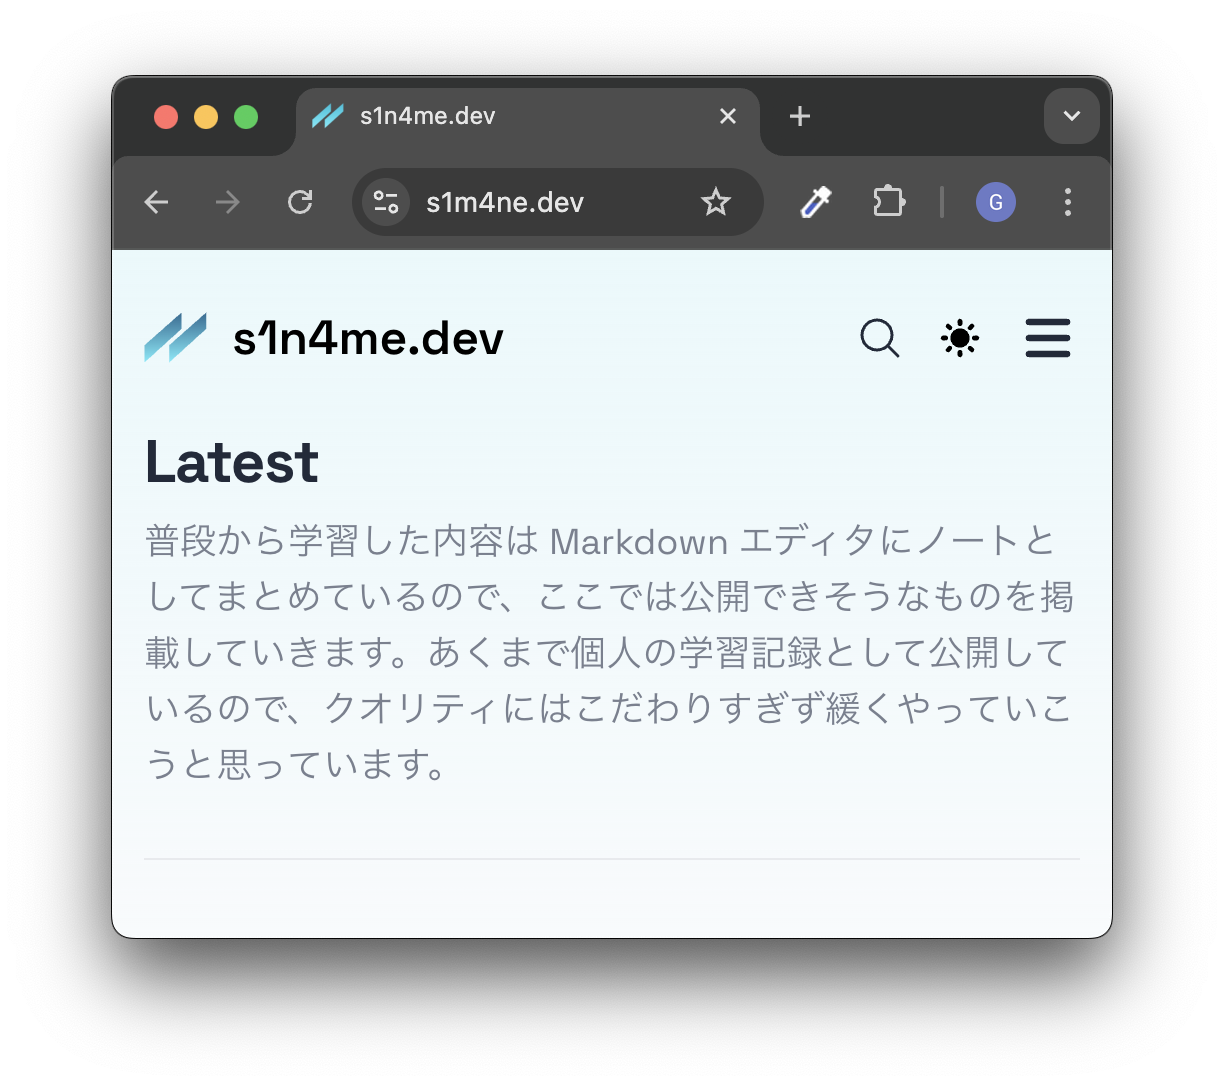 s1n4me.dev
s1m4ne.dev
G
s1n4me.dev
Latest
普段から学習した内容は Markdown エディタにノートと
してまとめているので、ここでは公開できそうなものを掲
載していきます。あくまで個人の学習記録として公開して
いるので、クオリティにはこだわりすぎず緩くやっていこ
うと思っています。